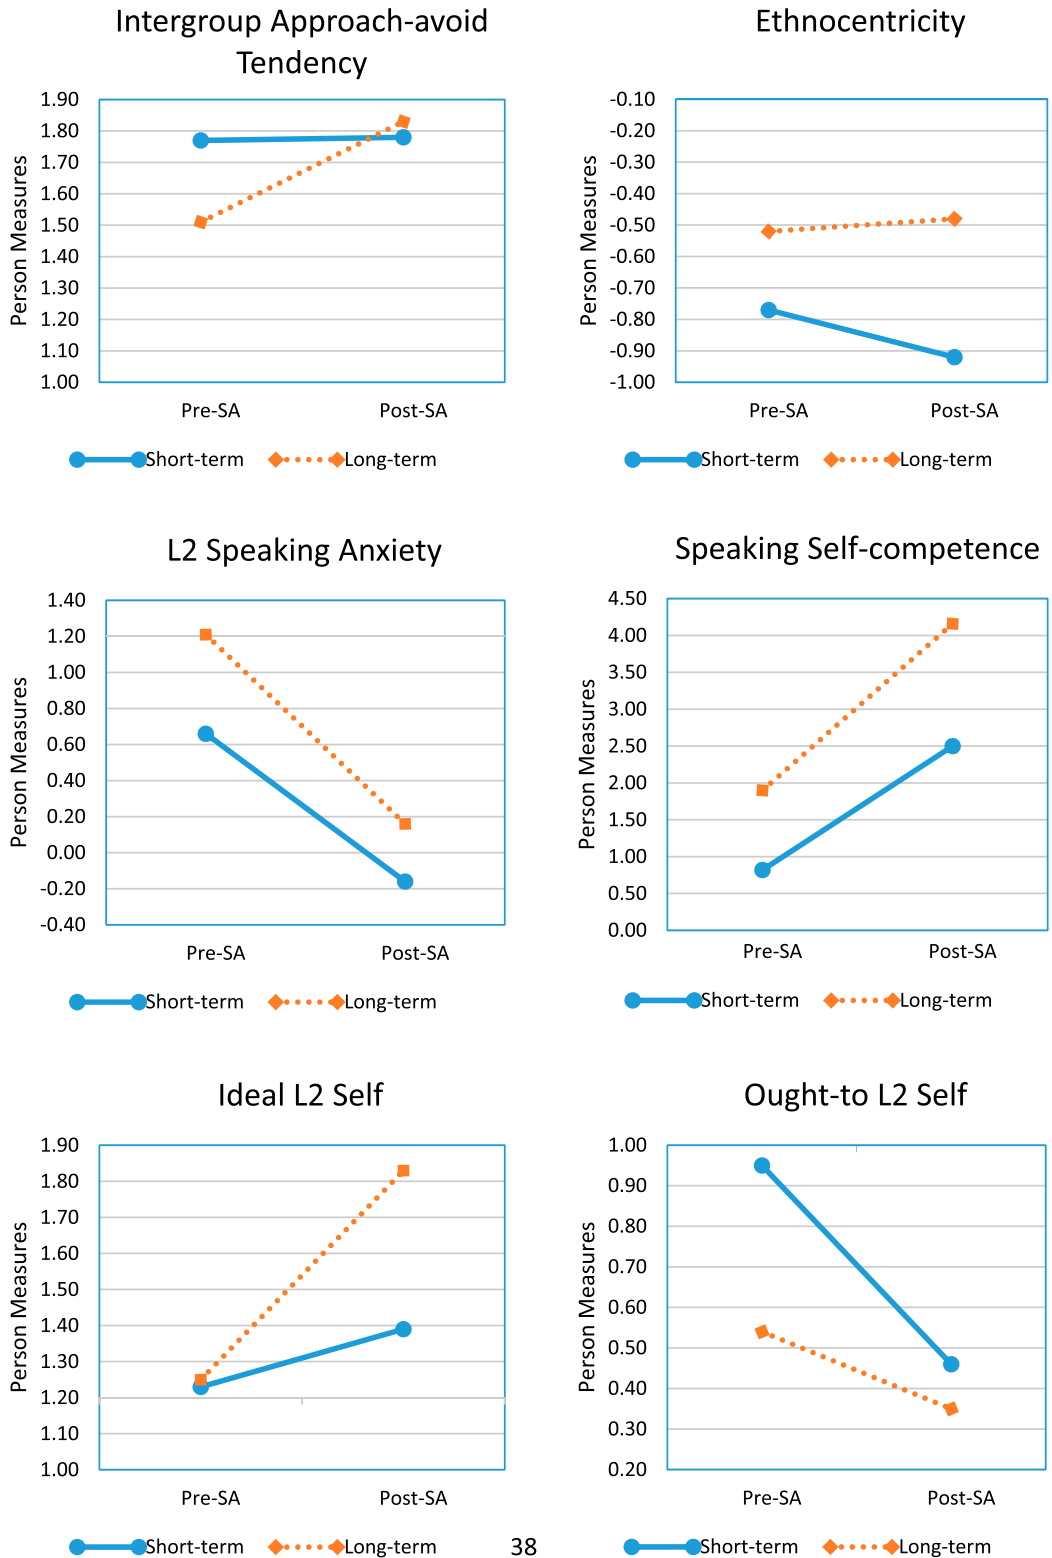 Intergroup Approach-avoid
Tendency
Person Measures
1.90
1.80
1.70
1.60
1.50
1.40
1.30
1.20
1.10
1.00
Pre-SA Post-SA
Short-term Long-term
Ethnocentricity
Person Measures
-0.10
-0.20
-0.30
-0.40
-0.50
-0.60
-0.70
-0.80
-0.90
-1.00
Pre-SA Post-SA
Short-term Long-term
L2 Speaking Anxiety
Person Measures
1.40
1.20
1.00
0.80
0.60
0.40
0.20
0.00
-0.20
-0.40
Pre-SA Post-SA
Short-term Long-term
Speaking Self-competence
Person Measures
4.50
4.00
3.50
3.00
2.50
2.00
1.50
1.00
0.50
0.00
Pre-SA Post-SA
Short-term Long-term
Ideal L2 Self
Person Measures
1.90
1.80
1.70
1.60
1.50
1.40
1.30
1.20
1.10
1.00
Pre-SA Post-SA
Short-term Long-term
Ought-to L2 Self
Person Measures
1.00
0.90
0.80
0.70
0.60
0.50
0.40
0.30
0.20
Pre-SA Post-SA
Short-term Long-term
38